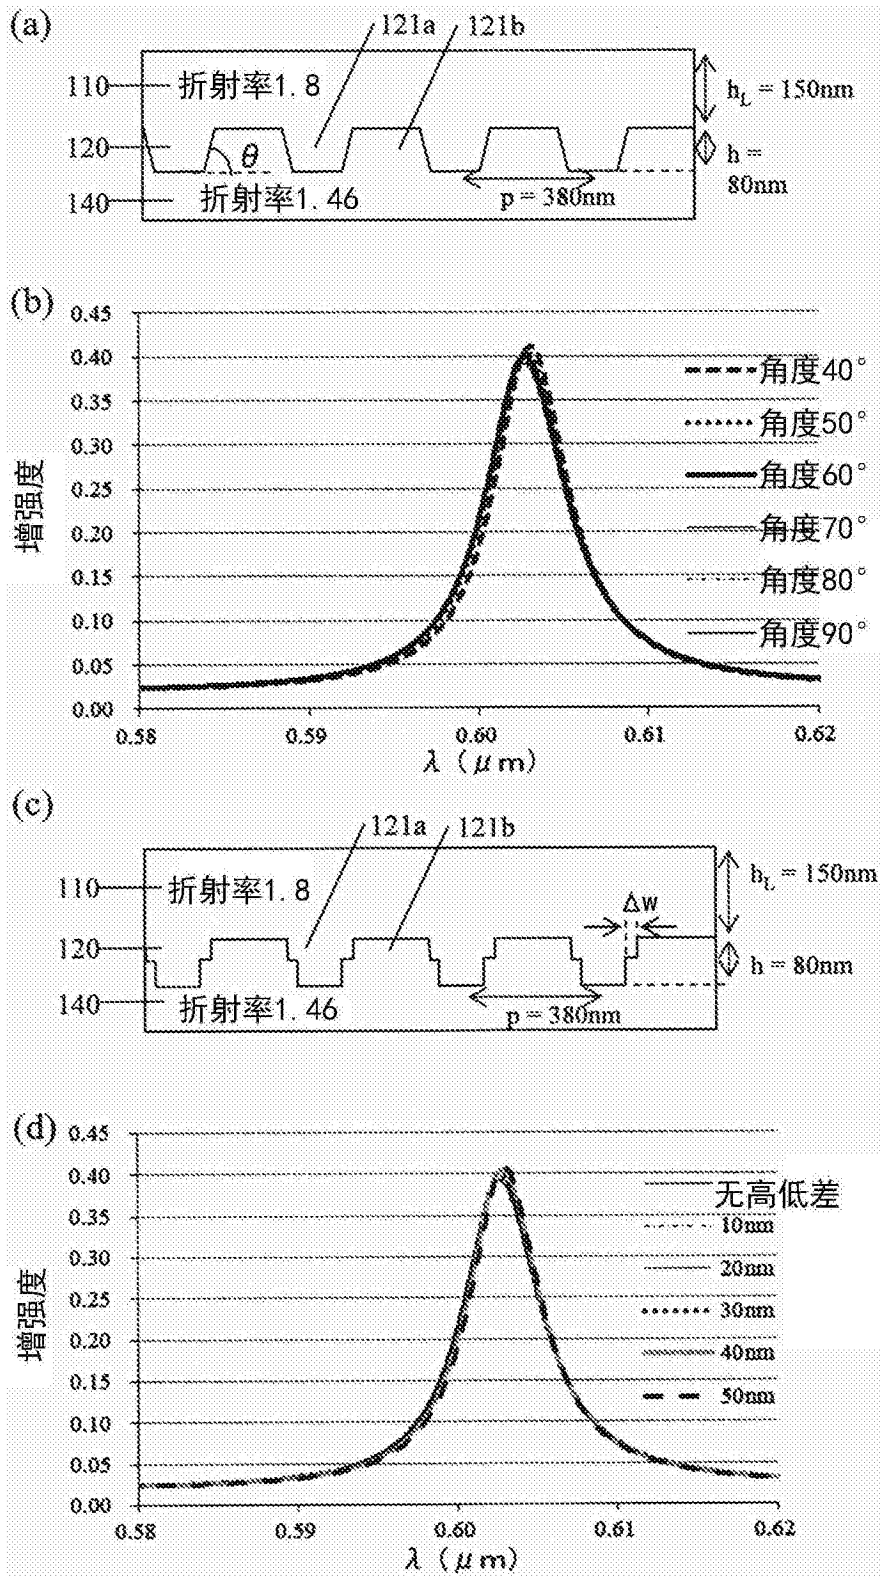 (a)
121a
121b
110
折射率1.8
h_L = 150nm
120
θ
h =
80nm
140
折射率1.46
p = 380nm
(b)
0.45
0.40
0.35
0.30
0.25
0.20
0.15
0.10
0.05
0.00
增强度
角度40°
角度50°
角度60°
角度70°
角度80°
角度90°
0.58
0.59
0.60
0.61
0.62
λ (μm)
(c)
121a
121b
110
折射率1.8
h_L = 150nm
Δw
120
h = 80nm
140
折射率1.46
p = 380nm
(d)
0.45
0.40
0.35
0.30
0.25
0.20
0.15
0.10
0.05
0.00
增强度
无高低差
10nm
20nm
30nm
40nm
50nm
0.58
0.59
0.60
0.61
0.62
λ (μm)